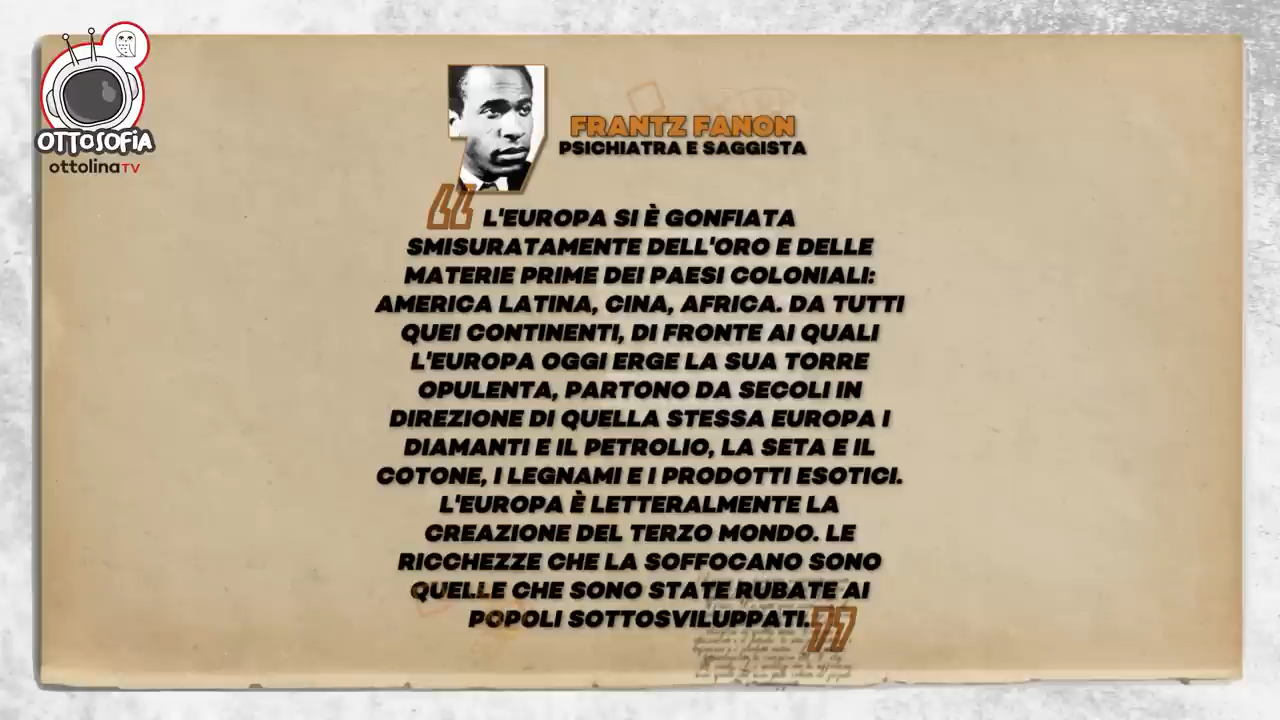 OTTOSOFIA
ottolinaTV
FRANTZ FANON
PSICHIATRA E SAGGISTA
“L'EUROPA SI È GONFIATA
SMISURATAMENTE DELL'ORO E DELLE
MATERIE PRIME DEI PAESI COLONIALI:
AMERICA LATINA, CINA, AFRICA. DA TUTTI
QUEI CONTINENTI, DI FRONTE AI QUALI
L'EUROPA OGGI ERGE LA SUA TORRE
OPULENTA, PARTONO DA SECOLI IN
DIREZIONE DI QUELLA STESSA EUROPA I
DIAMANTI E IL PETROLIO, LA SETA E IL
COTONE, I LEGNAMI E I PRODOTTI ESOTICI.
L'EUROPA È LETTERALMENTE LA
CREAZIONE DEL TERZO MONDO. LE
RICCHEZZE CHE LA SOFFOCANO SONO
QUELLE CHE SONO STATE RUBATE AI
POPOLI SOTTOSVILUPPATI.”